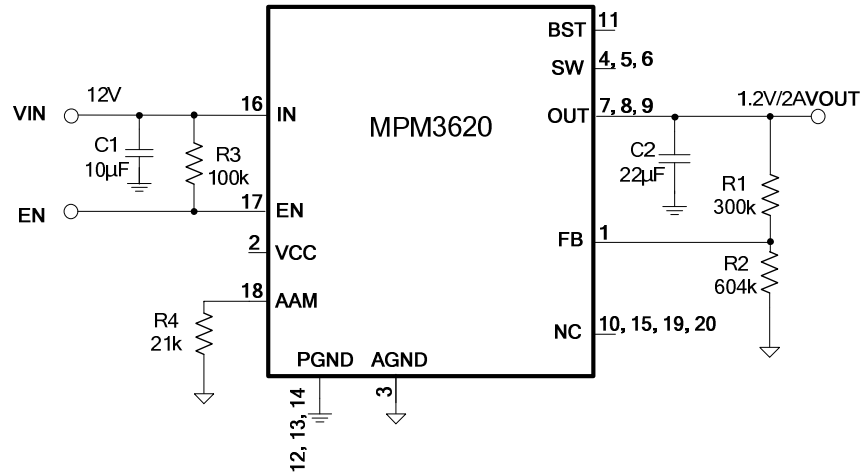 BST
11
SW
4, 5, 6
12V
VIN
16
IN
MPM3620
OUT
7, 8, 9
1.2V/2A VOUT
C1
10µF
R3
100k
C2
22µF
R1
300k
EN
17
EN
2
VCC
FB
1
R2
604k
18
AAM
R4
21k
NC
10, 15, 19, 20
PGND
AGND
12, 13, 14
3